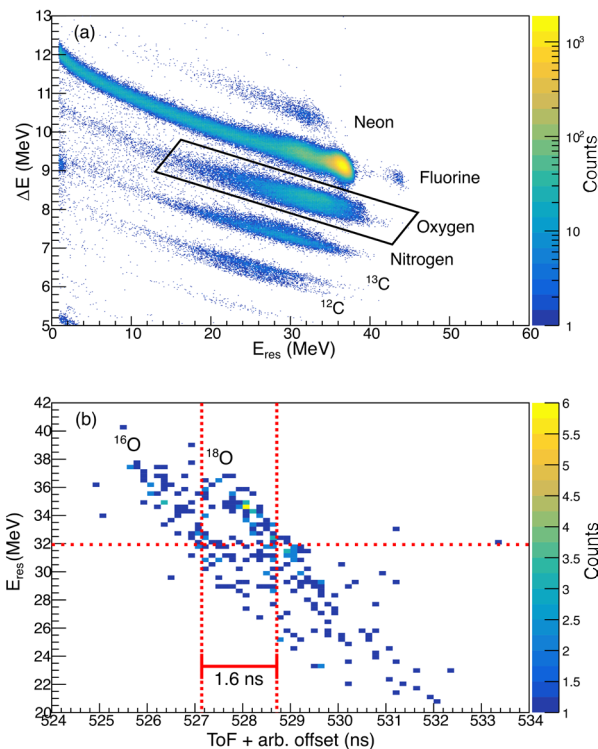 (a)
13
12
11
10
9
8
7
6
5
ΔE (MeV)
Neon
Fluorine
Oxygen
Nitrogen
¹³C
¹²C
0 10 20 30 40 50 60
E_res (MeV)
10³
10²
10
1
Counts
(b)
42
40
38
36
34
32
30
28
26
24
22
20
E_res(MeV)
¹⁶O
¹⁸O
1.6 ns
524 525 526 527 528 529 530 531 532 533 534
ToF + arb. offset (ns)
6
5.5
5
4.5
4
3.5
3
2.5
2
1.5
1
Counts